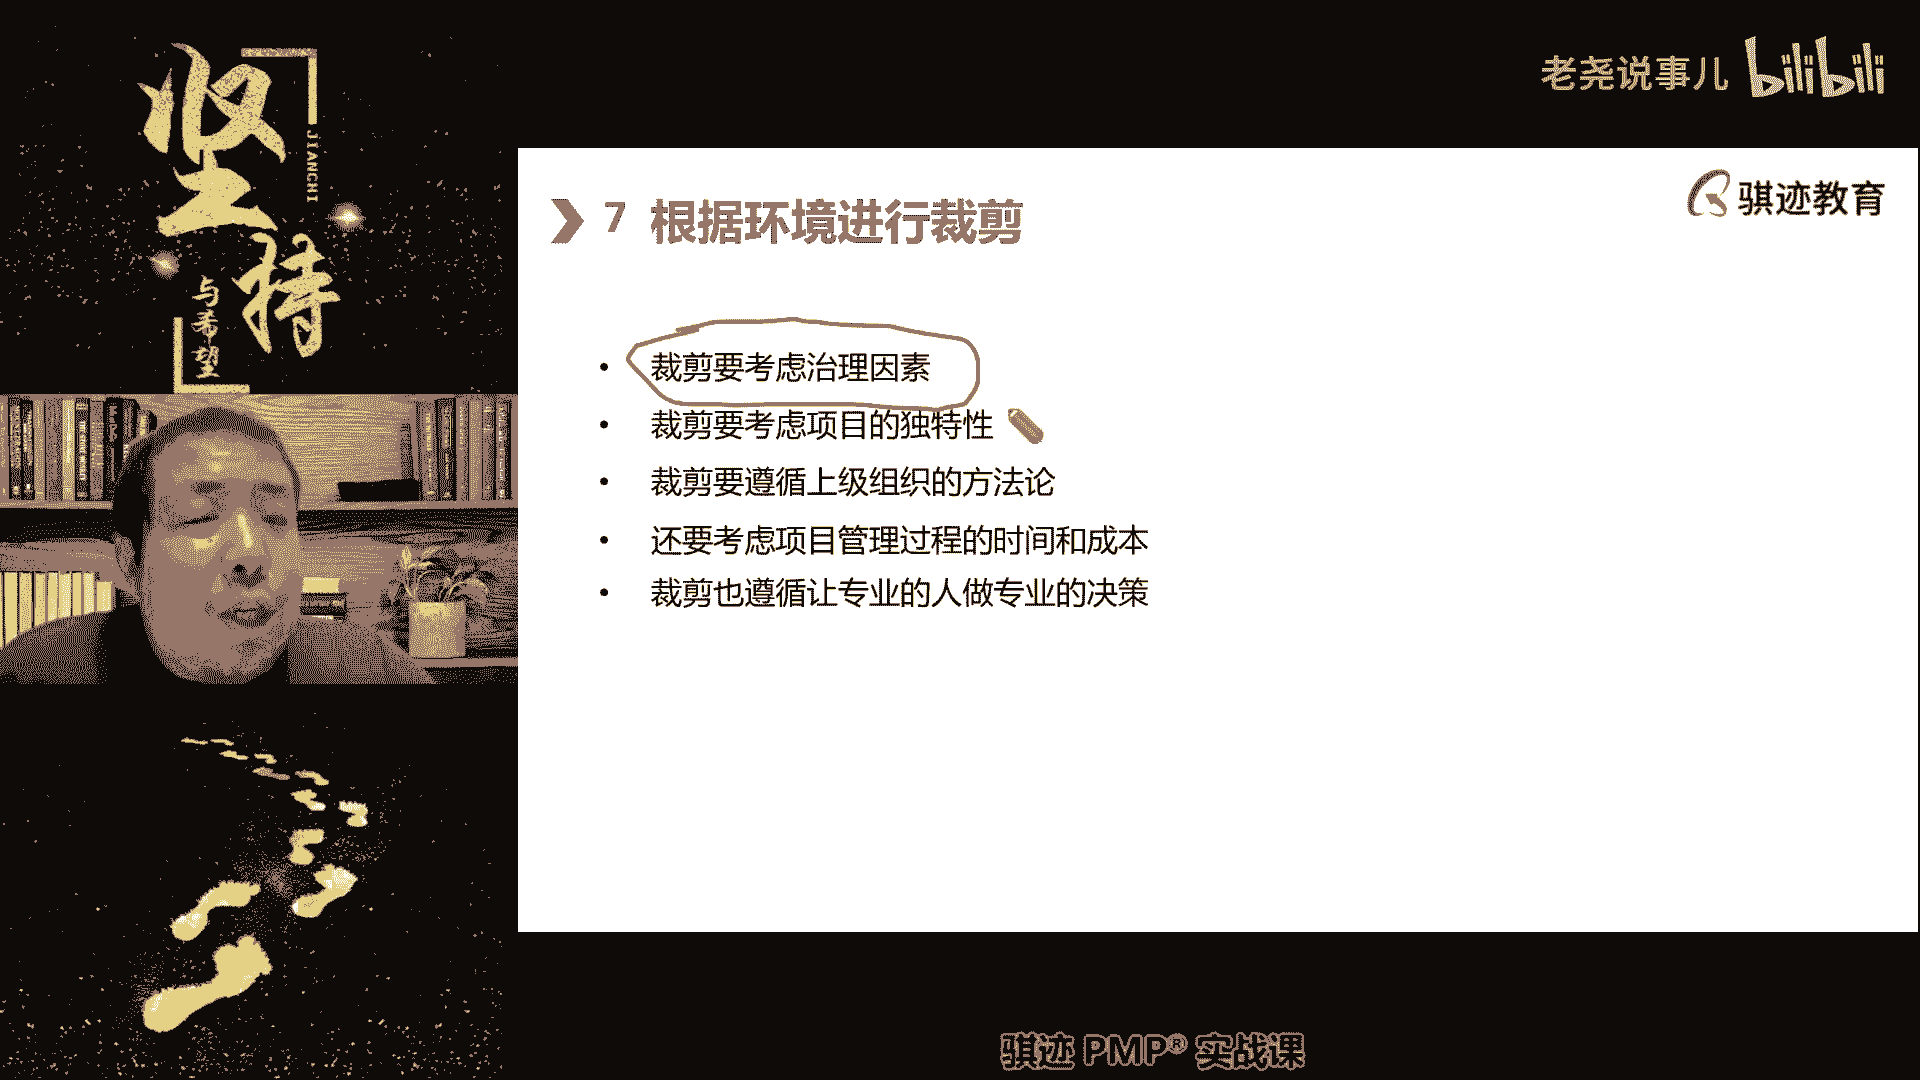 坚持
JIANCHI
与希望
老尧说事儿 bilibili
骐迹教育
7 根据环境进行裁剪
• 裁剪要考虑治理因素
• 裁剪要考虑项目的独特性
• 裁剪要遵循上级组织的方法论
• 还要考虑项目管理过程的时间和成本
• 裁剪也遵循让专业的人做专业的决策
骐迹 PMP® 实战课